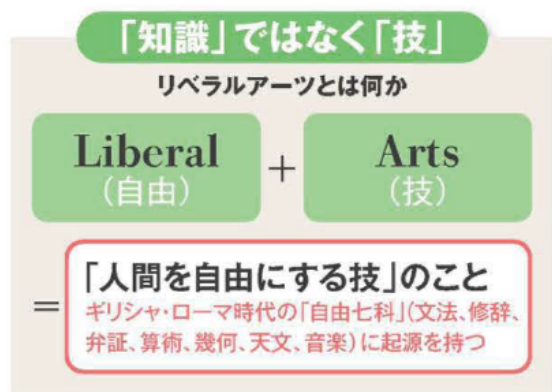 「知識」ではなく「技」
リベラルアーツとは何か
Liberal
（自由）
+
Arts
（技）
=
「人間を自由にする技」のこと
ギリシャ・ローマ時代の「自由七科」（文法、修辞、
弁証、算術、幾何、天文、音楽）に起源を持つ